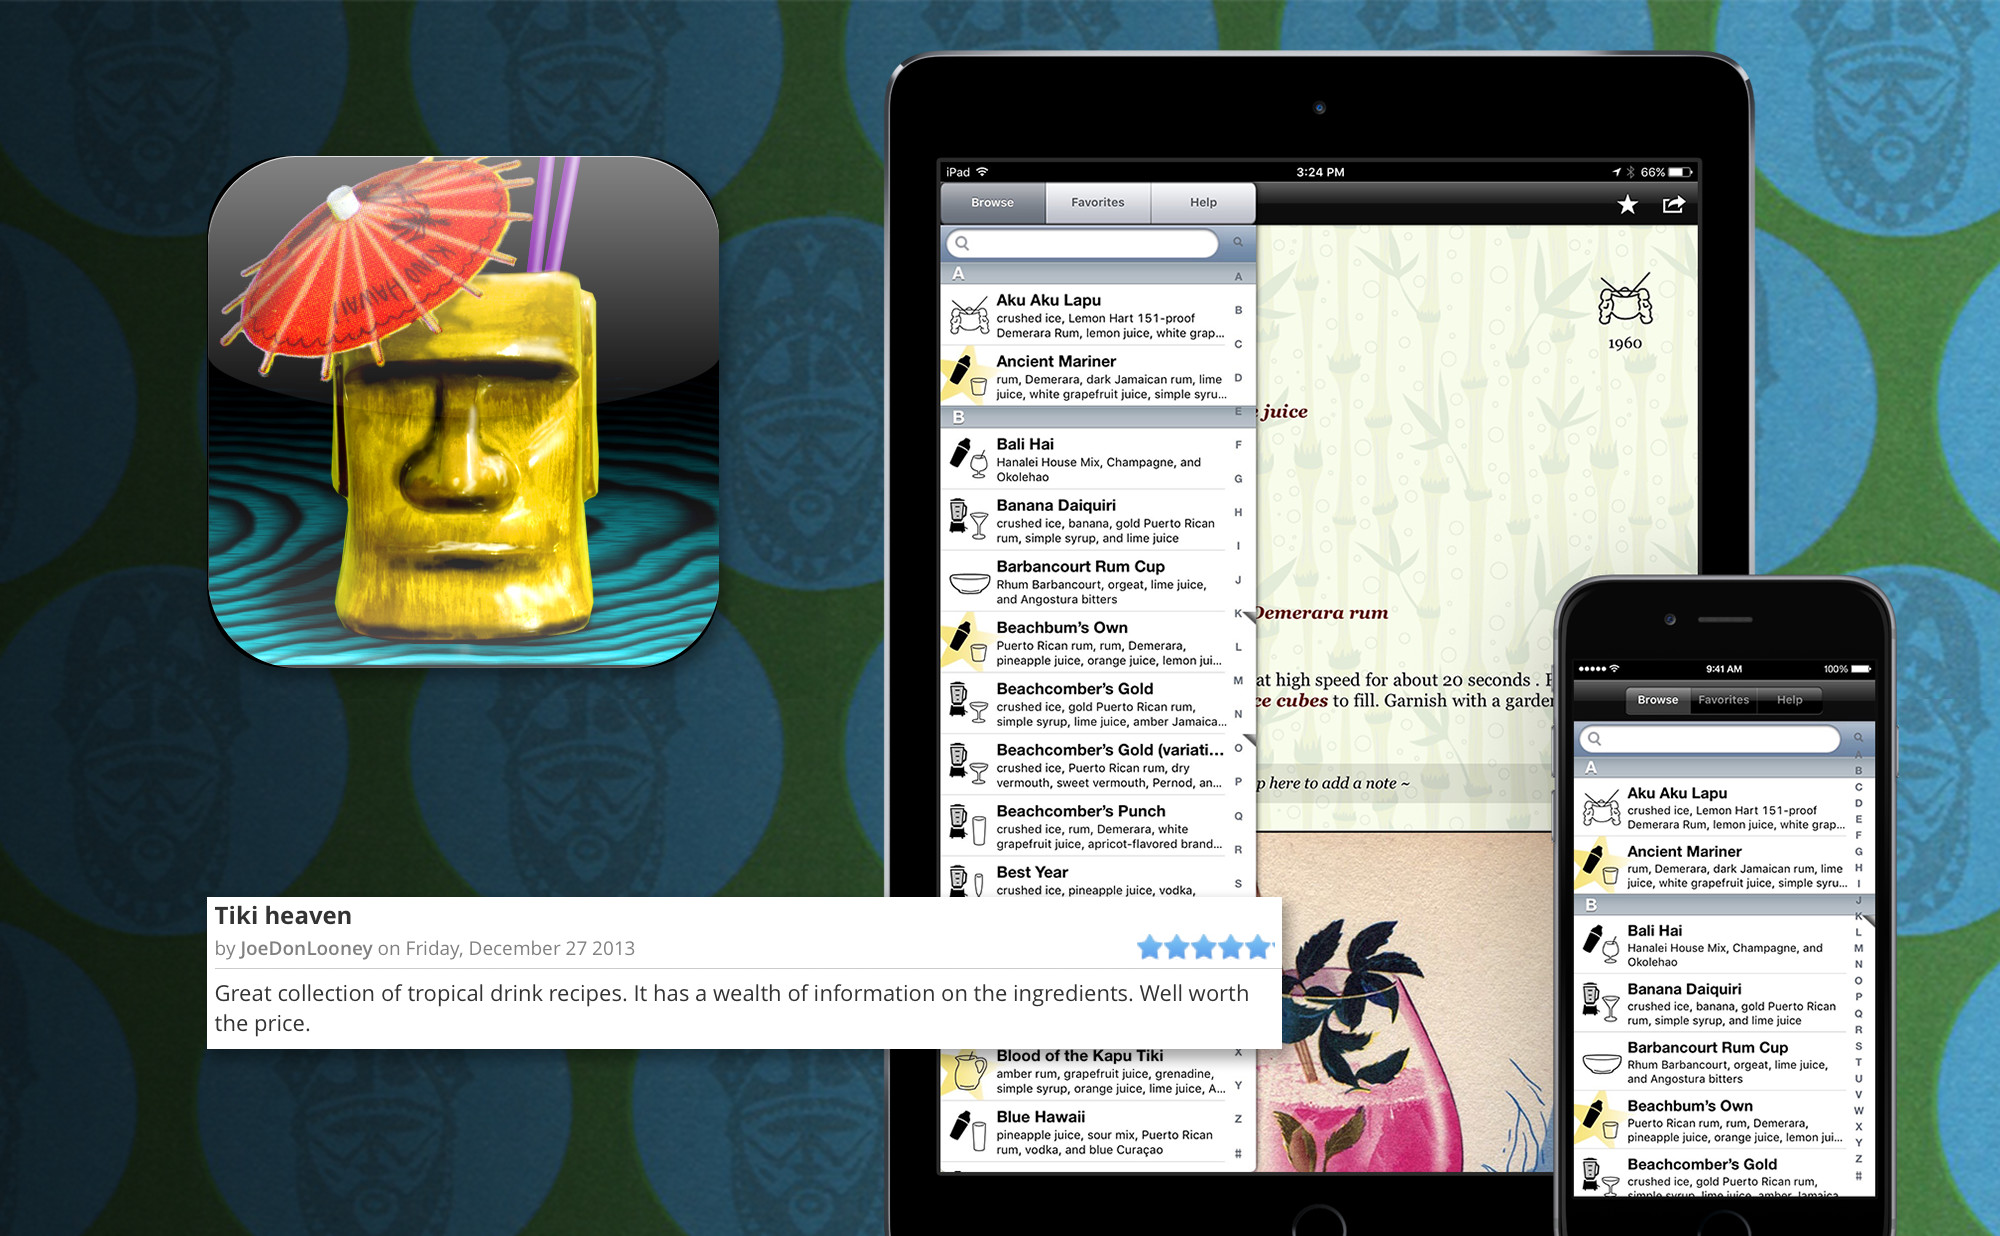 KING HAWAII
iPad
3:24 PM
66%
Browse
Favorites
Help
A
Aku Aku Lapu
crushed ice, Lemon Hart 151-proof
Demerara Rum, lemon juice, white grap...
Ancient Mariner
rum, Demerara, dark Jamaican rum, lime
juice, white grapefruit juice, simple syru...
B
Bali Hai
Hanalei House Mix, Champagne, and
Okolehao
Banana Daiquiri
crushed ice, banana, gold Puerto Rican
rum, simple syrup, and lime juice
Barbancourt Rum Cup
Rhum Barbancourt, orgeat, lime juice,
and Angostura bitters
Beachbum's Own
Puerto Rican rum, rum, Demerara,
pineapple juice, orange juice, lemon jui...
Beachcomber's Gold
crushed ice, gold Puerto Rican rum,
simple syrup, lime juice, amber Jamaica...
Beachcomber's Gold (variati...
crushed ice, Puerto Rican rum, dry
vermouth, sweet vermouth, Pernod, an...
Beachcomber's Punch
crushed ice, rum, Demerara, white
grapefruit juice, apricot-flavored brand...
Best Year
crushed ice, pineapple juice, vodka,
Blood of the Kapu Tiki
amber rum, grapefruit juice, grenadine,
simple syrup, orange juice, lime juice, A...
Blue Hawaii
pineapple juice, sour mix, Puerto Rican
rum, vodka, and blue Curaçao
A
B
C
D
E
F
G
H
I
J
K
L
M
N
O
P
Q
R
S
X
Y
Z
#
1960
juice
Demerara rum
at high speed for about 20 seconds .
ce cubes to fill. Garnish with a garde
p here to add a note ~
Tiki heaven
by JoeDonLooney on Friday, December 27 2013
Great collection of tropical drink recipes. It has a wealth of information on the ingredients. Well worth
the price.
9:41 AM
100%
Browse
Favorites
Help
A
Aku Aku Lapu
crushed ice, Lemon Hart 151-proof
Demerara Rum, lemon juice, white grap...
Ancient Mariner
rum, Demerara, dark Jamaican rum, lime
juice, white grapefruit juice, simple syru...
B
Bali Hai
Hanalei House Mix, Champagne, and
Okolehao
Banana Daiquiri
crushed ice, banana, gold Puerto Rican
rum, simple syrup, and lime juice
Barbancourt Rum Cup
Rhum Barbancourt, orgeat, lime juice,
and Angostura bitters
Beachbum's Own
Puerto Rican rum, rum, Demerara,
pineapple juice, orange juice, lemon jui...
Beachcomber's Gold
crushed ice, gold Puerto Rican rum,
simple syrup, lime juice, amber Jamaica
A
B
C
D
E
F
G
H
I
J
K
L
M
N
O
P
Q
R
S
T
U
V
W
X
Y
Z
#